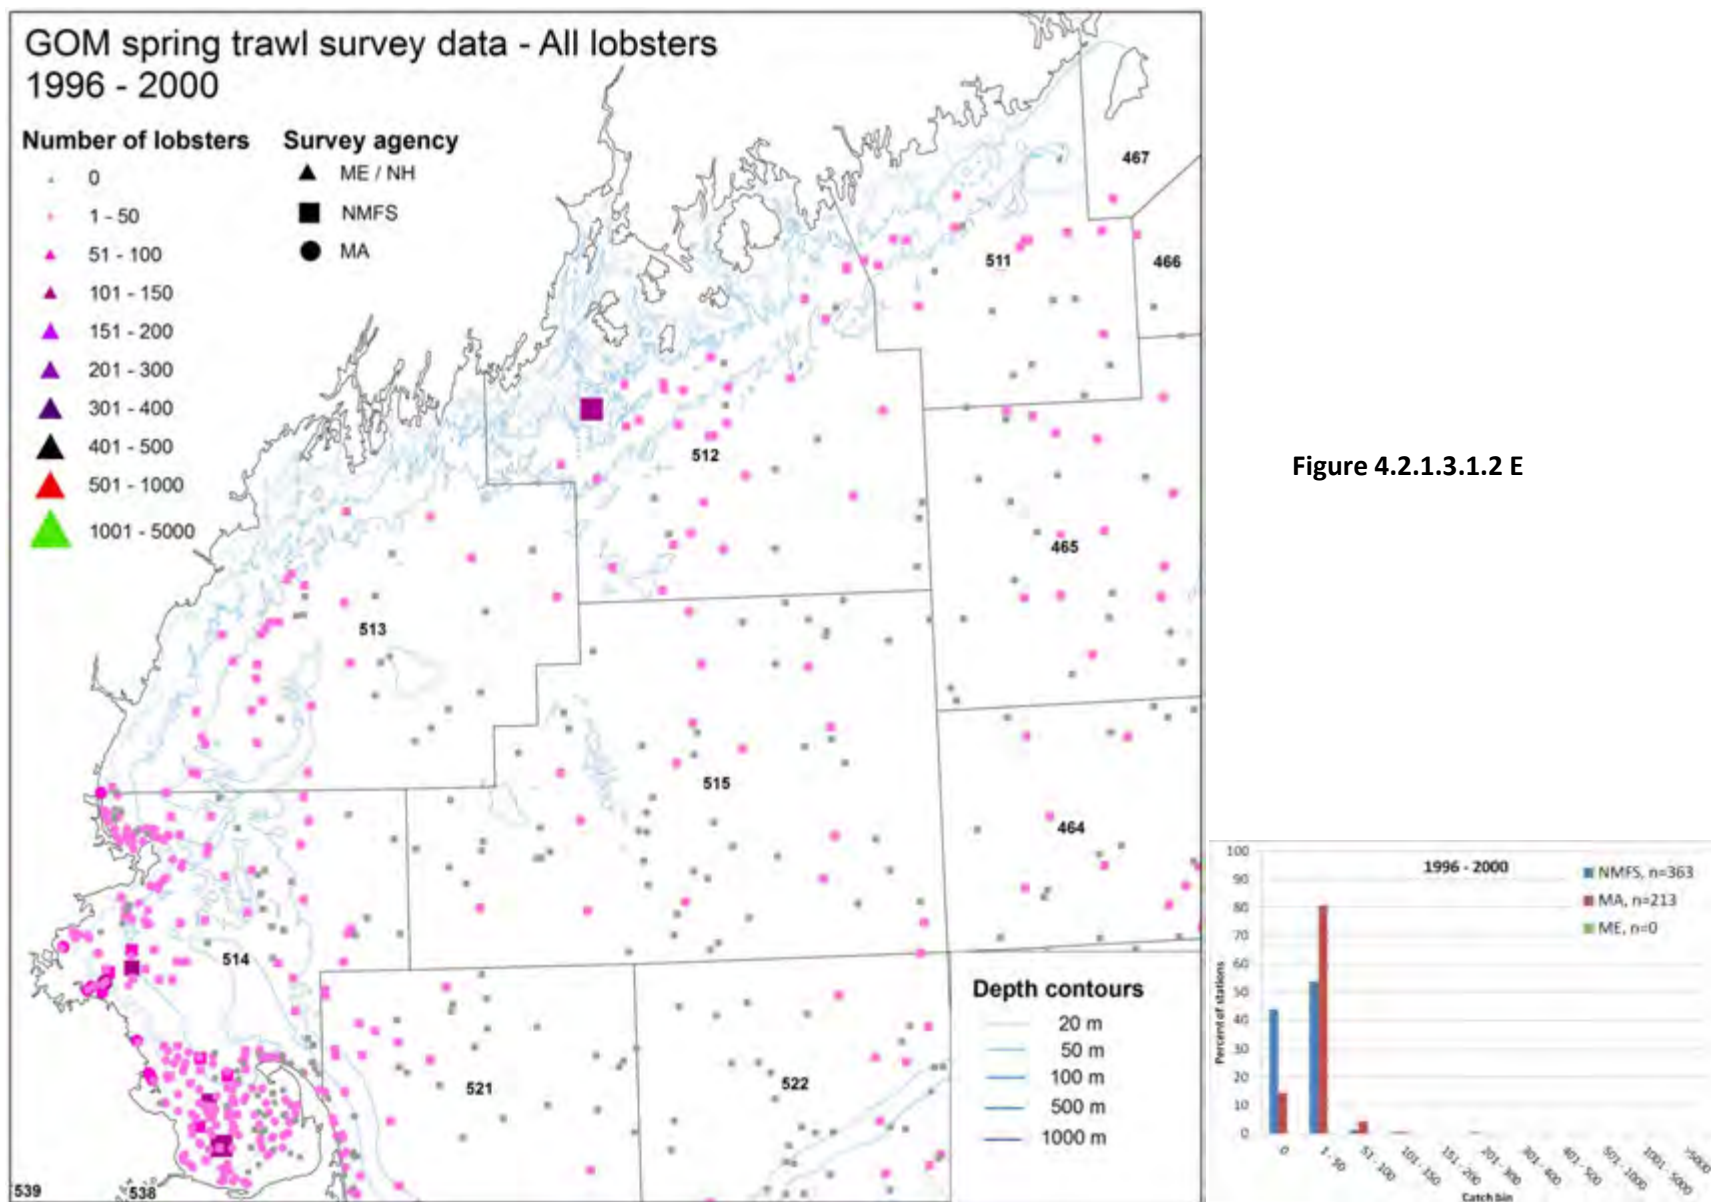 GOM spring trawl survey data - All lobsters
1996 - 2000
Number of lobsters
0
1 - 50
51 - 100
101 - 150
151 - 200
201 - 300
301 - 400
401 - 500
501 - 1000
1001 - 5000
Survey agency
ME / NH
NMFS
MA
467
466
511
512
465
513
515
464
514
521
522
539
538
Depth contours
20 m
50 m
100 m
500 m
1000 m
Figure 4.2.1.3.1.2 E
1996 - 2000
NMFS, n=363
MA, n=213
ME, n=0
Percent of stations
100
90
80
70
60
50
40
30
20
10
0
0
1 - 50
51 - 100
101 - 150
151 - 200
201 - 300
301 - 400
401 - 500
501 - 1000
1001 - 5000
>5000
Catch bin